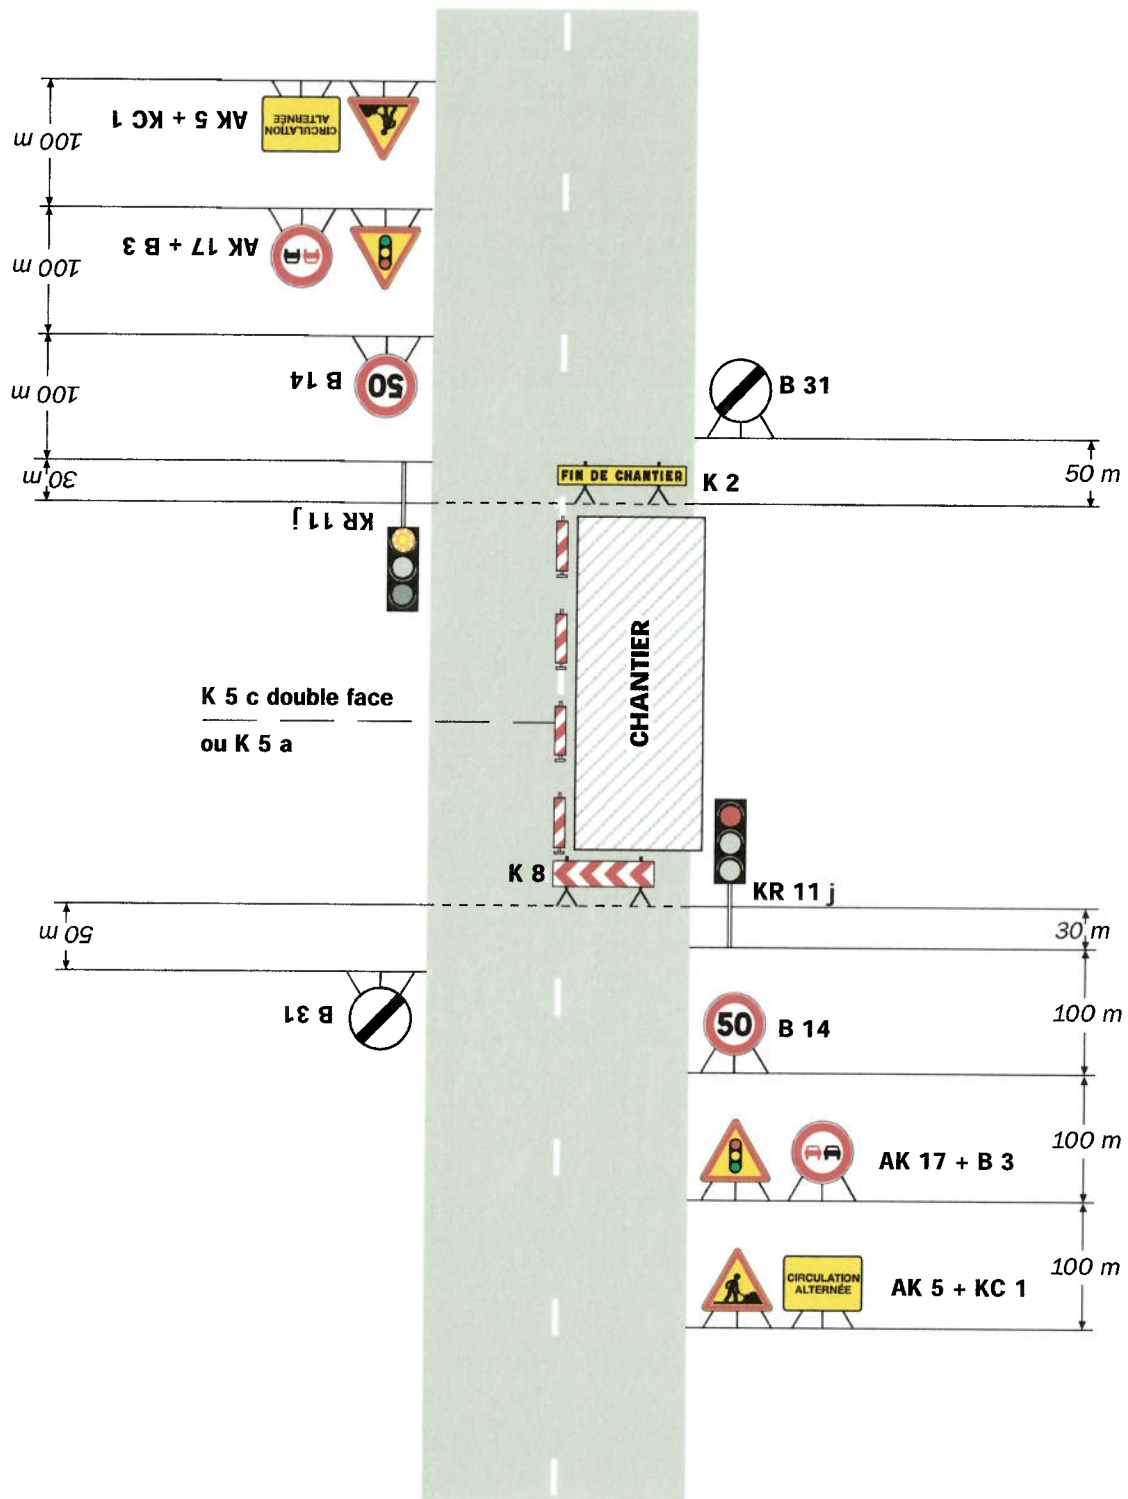 100 m
AK 5 + KC 1
CIRCULATION
ALTERNÉE
100 m
AK 17 + B 3
100 m
B 14
50
30 m
KR 11 j
B 31
50 m
FIN DE CHANTIER
K 2
CHANTIER
K 5 c double face
ou K 5 a
K 8
KR 11 j
30 m
50 m
B 31
50
B 14
100 m
AK 17 + B 3
100 m
CIRCULATION
ALTERNÉE
AK 5 + KC 1
100 m